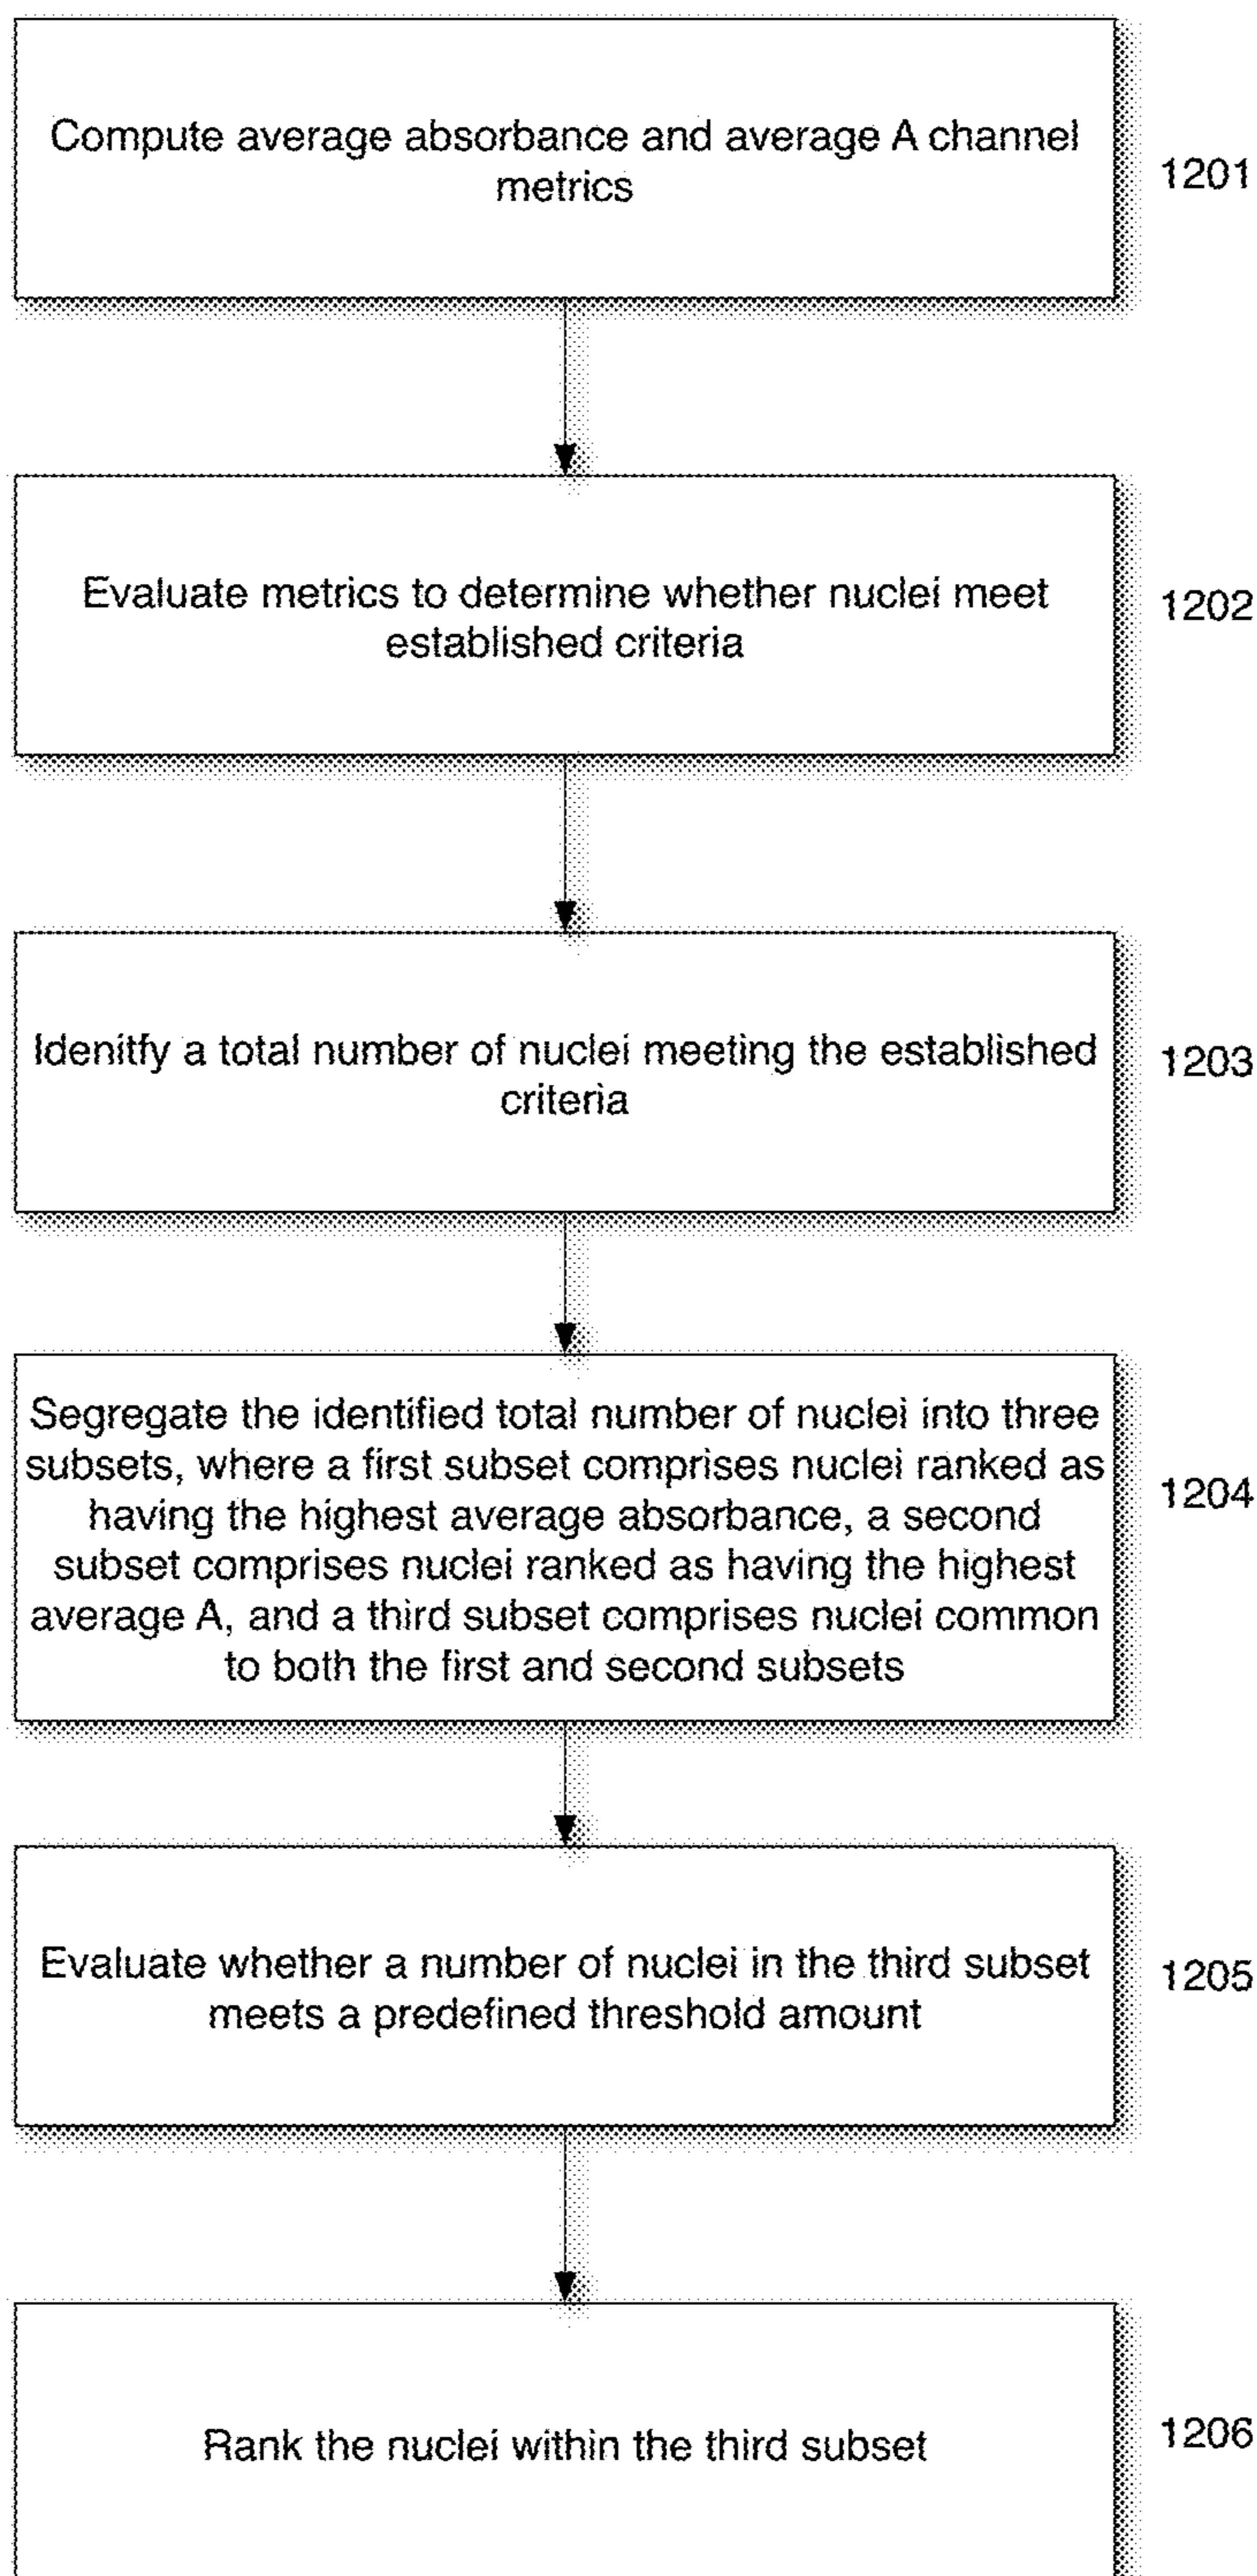 Compute average absorbance and average A channel
metrics
1201
Evaluate metrics to determine whether nuclei meet
established criteria
1202
Idenitfy a total number of nuclei meeting the established
criteria
1203
Segregate the identified total number of nuclei into three
subsets, where a first subset comprises nuclei ranked as
having the highest average absorbance, a second
subset comprises nuclei ranked as having the highest
average A, and a third subset comprises nuclei common
to both the first and second subsets
1204
Evaluate whether a number of nuclei in the third subset
meets a predefined threshold amount
1205
Rank the nuclei within the third subset
1206